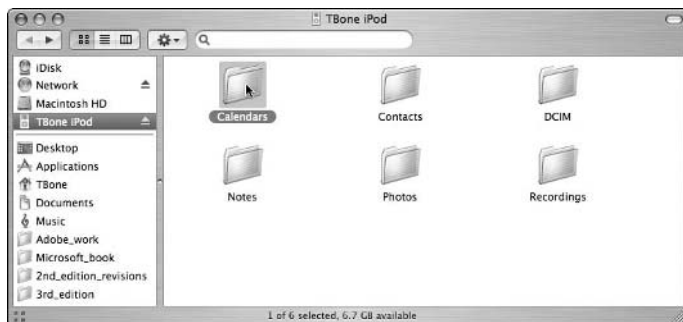 TBone iPod
iDisk
Network
Macintosh HD
TBone iPod
Desktop
Applications
TBone
Documents
Music
Adobe_work
Microsoft_book
2nd_edition_revisions
3rd_edition
Calendars
Contacts
DCIM
Notes
Photos
Recordings
1 of 6 selected, 6.7 GB available